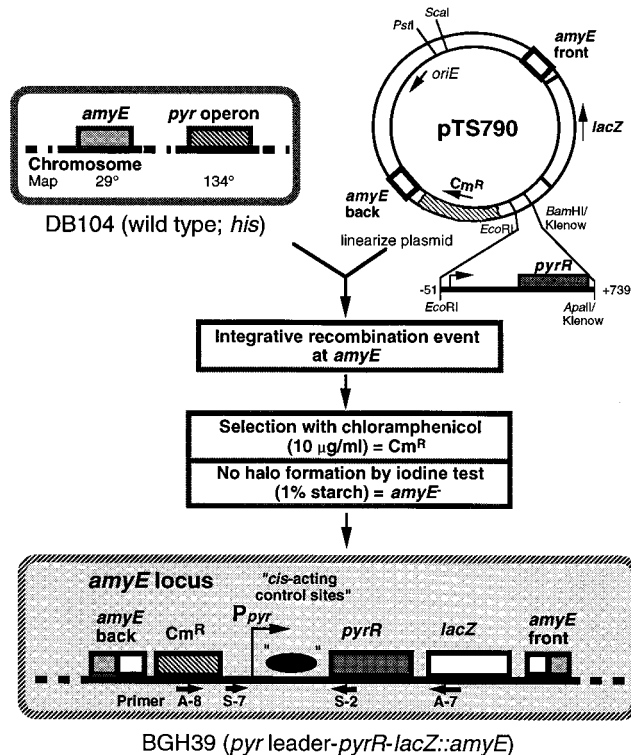 PstI
ScaI
amyE
front
oriE
pTS790
lacZ
amyE
back
CmR
EcoRI
BamHI/
Klenow
amyE
pyr operon
Chromosome
Map 29° 134°
DB104 (wild type; his)
linearize plasmid
pyrR
-51
+739
EcoRI
ApaII/
Klenow
Integrative recombination event
at amyE
Selection with chloramphenicol
(10 µg/ml) = CmR
No halo formation by iodine test
(1% starch) = amyE-
amyE locus
"cis-acting
control sites"
amyE
back
CmR
Ppyr
" "
pyrR
lacZ
amyE
front
Primer A-8 S-7 S-2 A-7
BGH39 (pyr leader-pyrR-lacZ::amyE)